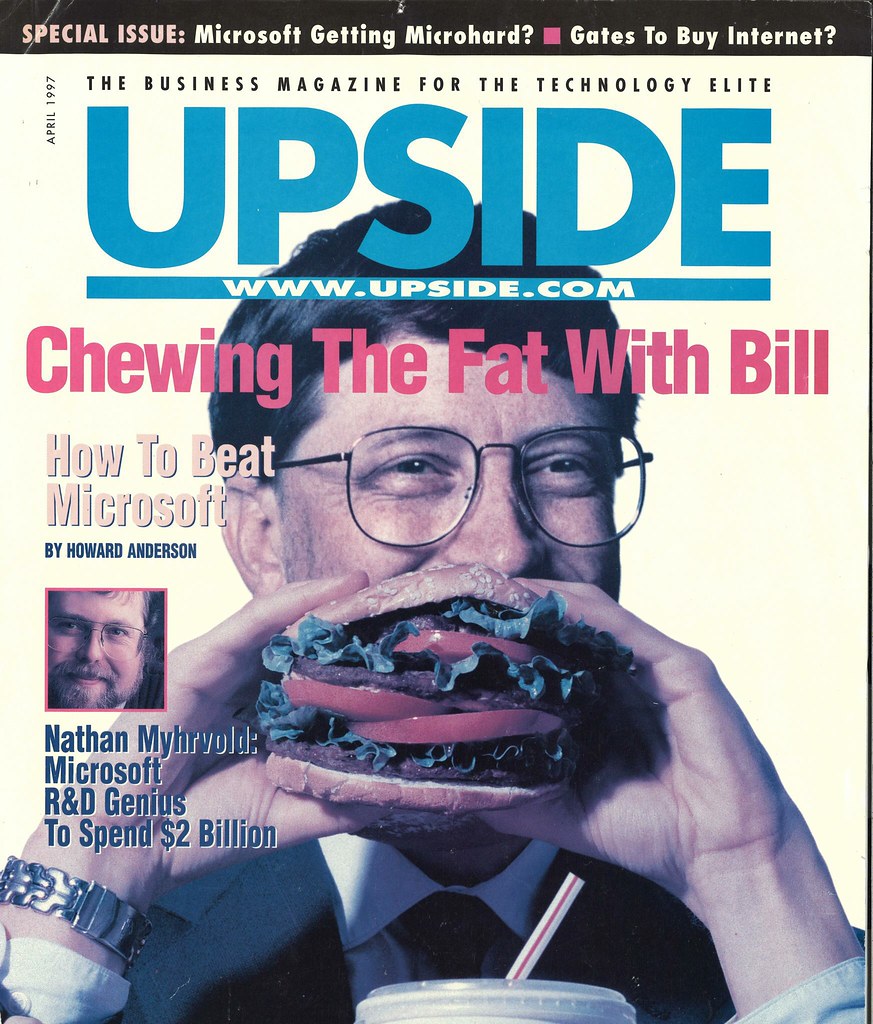 SPECIAL ISSUE: Microsoft Getting Microhard? ■ Gates To Buy Internet?
APRIL 1997
THE BUSINESS MAGAZINE FOR THE TECHNOLOGY ELITE
UPSIDE
WWW.UPSIDE.COM
Chewing The Fat With Bill
How To Beat
Microsoft
BY HOWARD ANDERSON
Nathan Myhrvold:
Microsoft
R&D Genius
To Spend $2 Billion